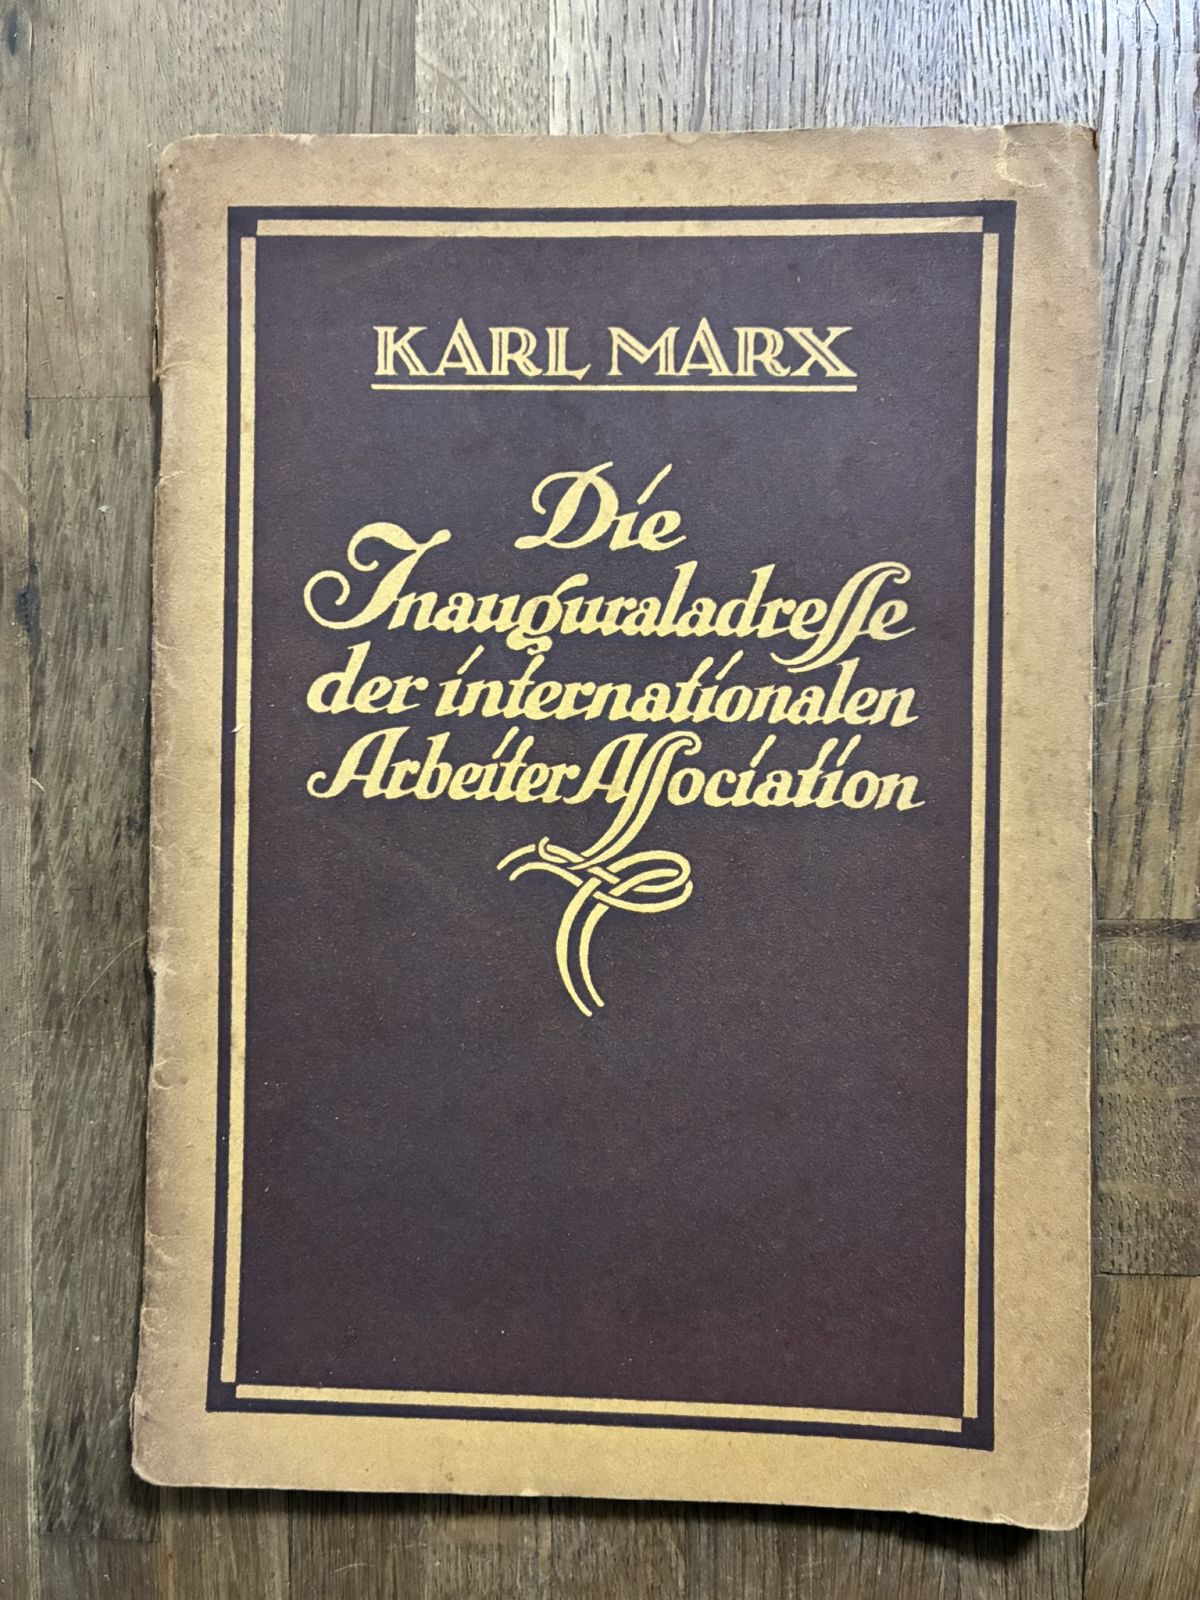 KARL MARX
Die
Inauguraladreſſe
der internationalen
Arbeiter Aſſociation